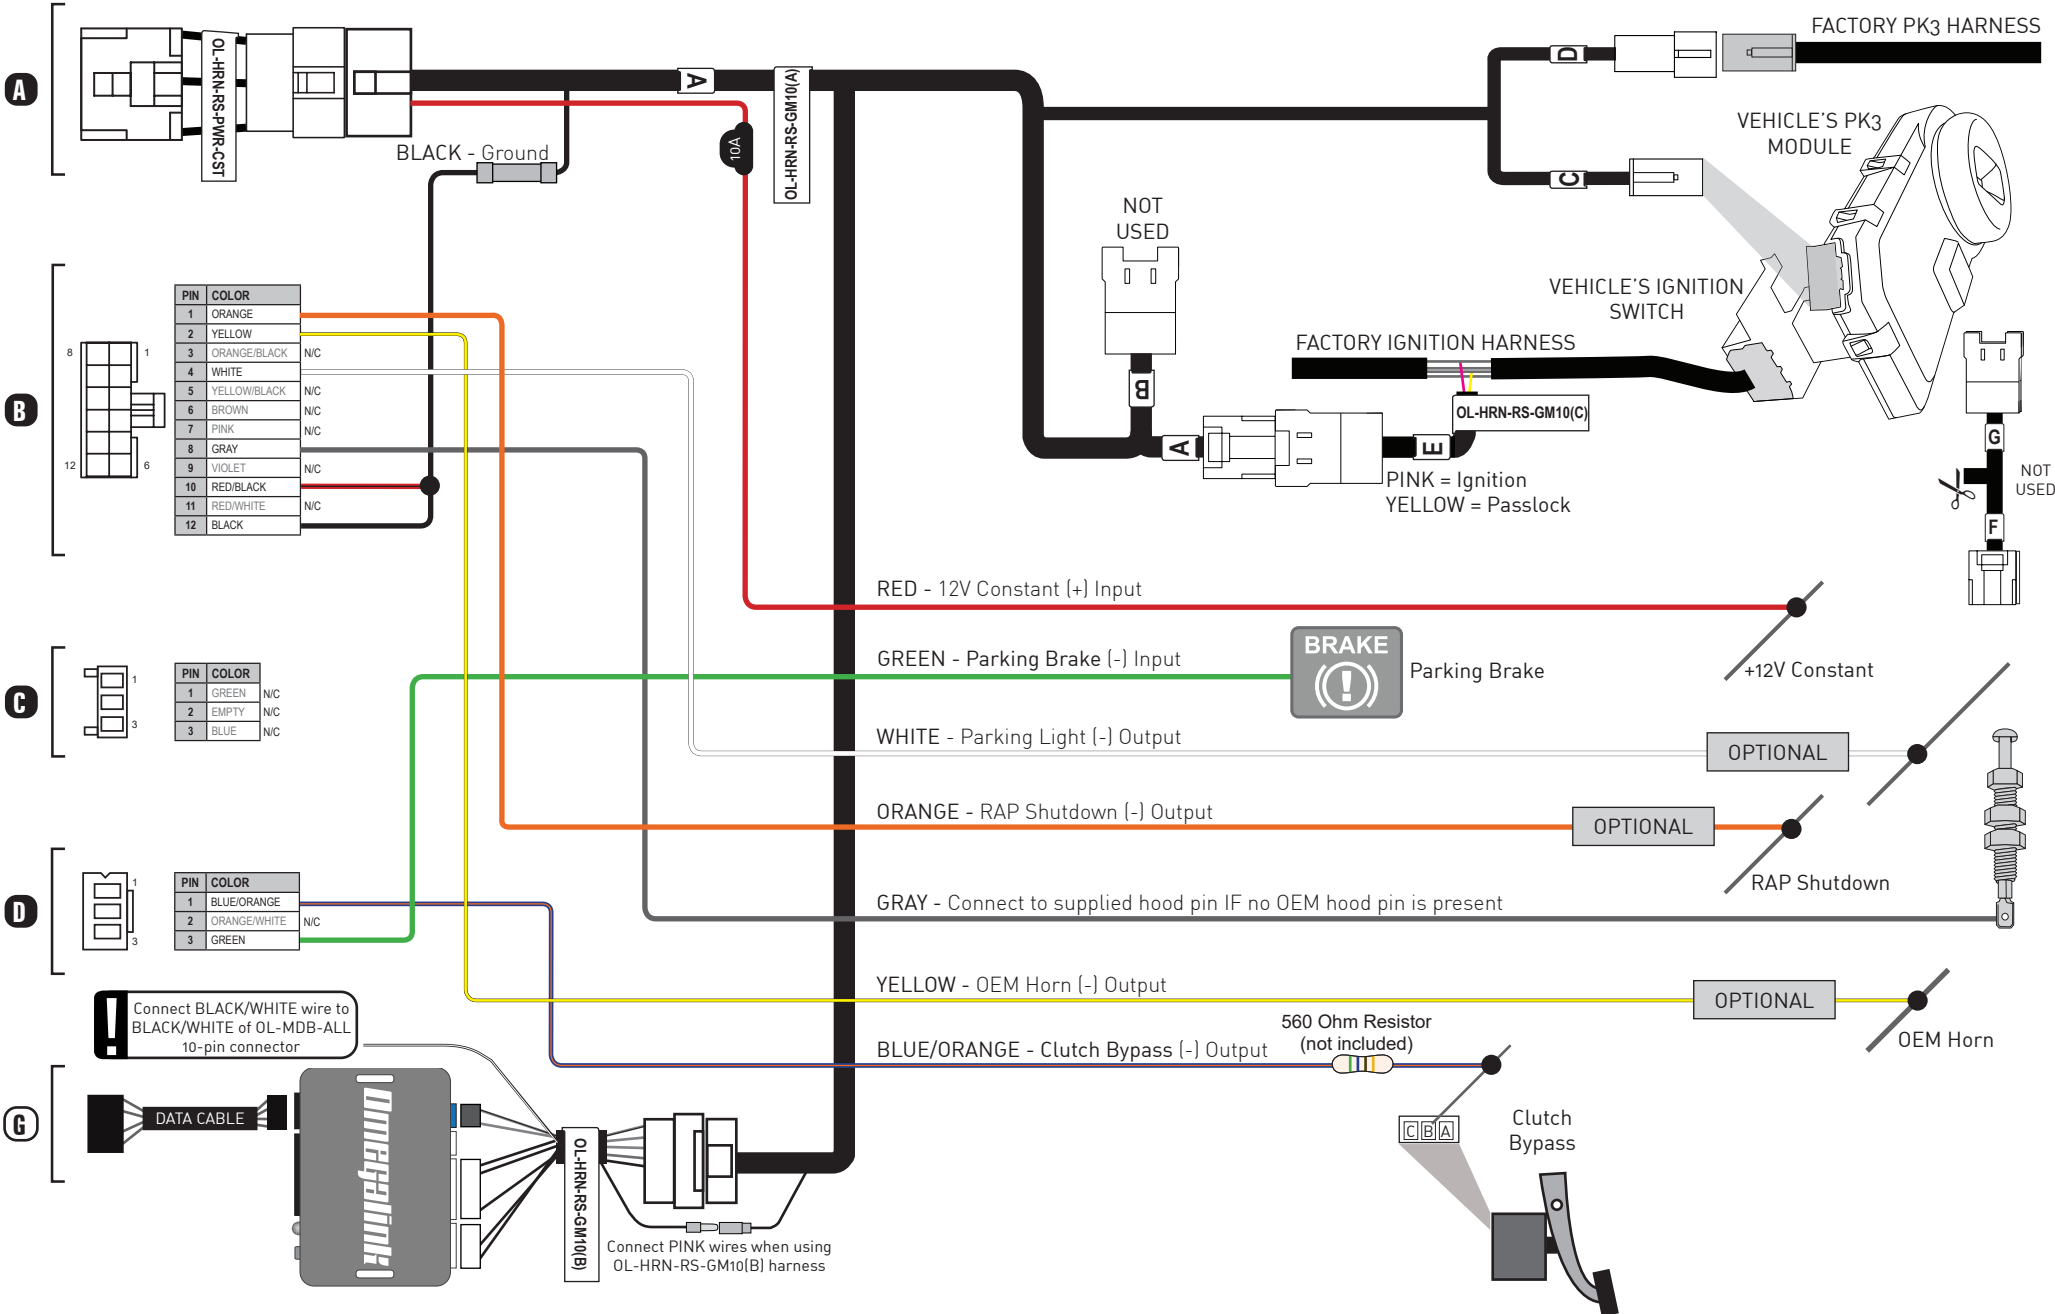 A
OL-HRN-RS-PWR-CST
A
OL-HRN-RS-GM10(A)
10A
BLACK - Ground
D
FACTORY PK3 HARNESS
VEHICLE'S PK3
MODULE
C
NOT
USED
B
VEHICLE'S IGNITION
SWITCH
FACTORY IGNITION HARNESS
OL-HRN-RS-GM10(C)
A
E
PINK = Ignition
YELLOW = Passlock
G
NOT
USED
F
B
8 1
12 6
PIN COLOR
1 ORANGE
2 YELLOW
3 ORANGE/BLACK N/C
4 WHITE
5 YELLOW/BLACK N/C
6 BROWN N/C
7 PINK N/C
8 GRAY
9 VIOLET N/C
10 RED/BLACK
11 RED/WHITE N/C
12 BLACK
RED - 12V Constant (+) Input
+12V Constant
C
1
3
PIN COLOR
1 GREEN N/C
2 EMPTY N/C
3 BLUE N/C
GREEN - Parking Brake (-) Input
BRAKE
!
Parking Brake
WHITE - Parking Light (-) Output
OPTIONAL
ORANGE - RAP Shutdown (-) Output
OPTIONAL
RAP Shutdown
D
1
3
PIN COLOR
1 BLUE/ORANGE
2 ORANGE/WHITE N/C
3 GREEN
GRAY - Connect to supplied hood pin IF no OEM hood pin is present
YELLOW - OEM Horn (-) Output
OPTIONAL
OEM Horn
!
Connect BLACK/WHITE wire to
BLACK/WHITE of OL-MDB-ALL
10-pin connector
BLUE/ORANGE - Clutch Bypass (-) Output
560 Ohm Resistor
(not included)
C B A
Clutch
Bypass
G
DATA CABLE
Omegalink
OL-HRN-RS-GM10(B)
Connect PINK wires when using
OL-HRN-RS-GM10(B) harness